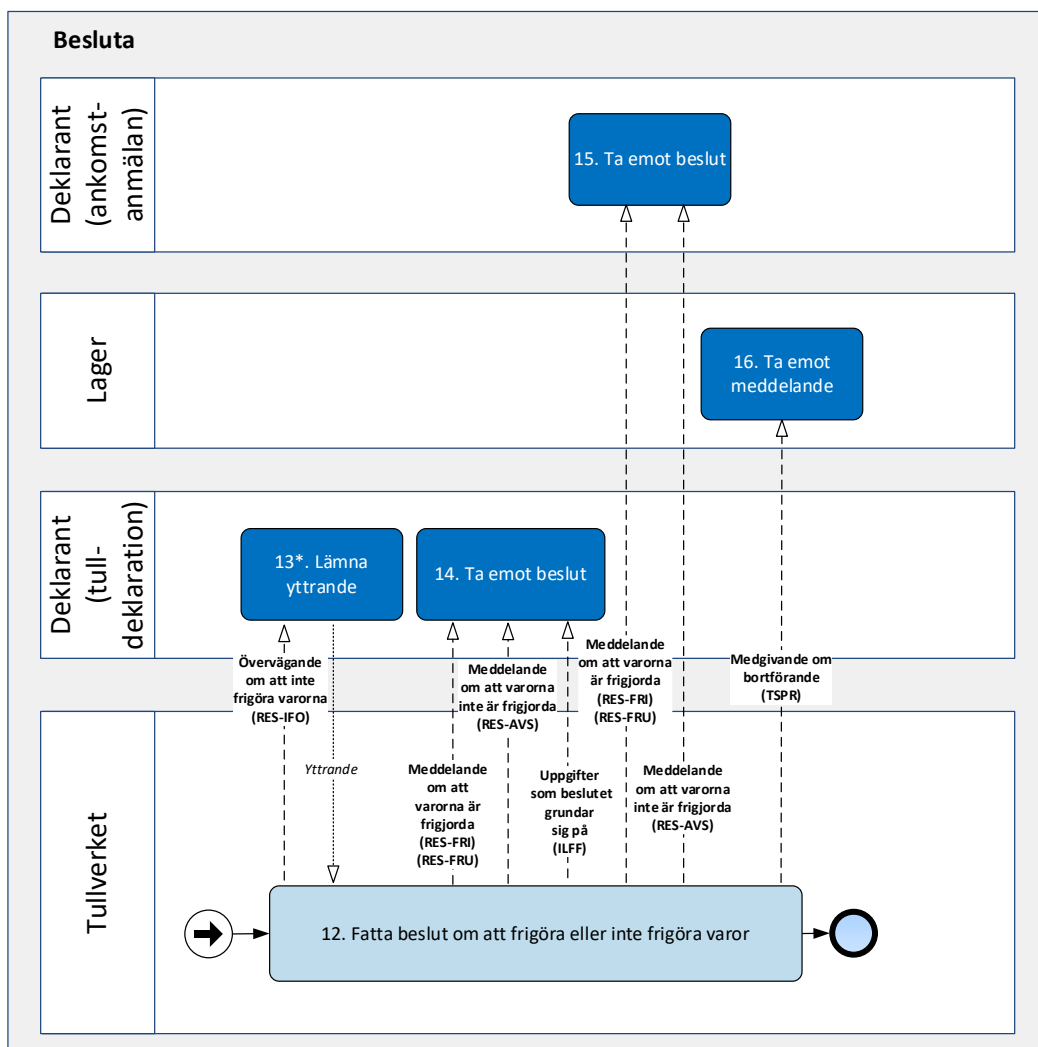 Besluta
Deklarant
(ankomst-
anmälan)
15. Ta emot beslut
Lager
16. Ta emot
meddelande
Deklarant
(tull-
deklaration)
13*. Lämna
yttrande
14. Ta emot beslut
Övervägande
om att inte
frigöra varorna
(RES-IFO)
Meddelande
om att varorna
inte är frigjorda
(RES-AVS)
Meddelande
om att varorna
är frigjorda
(RES-FRI)
(RES-FRU)
Medgivande om
bortförande
(TSPR)
Tullverket
Yttrande
Meddelande
om att
varorna är
frigjorda
(RES-FRI)
(RES-FRU)
Uppgifter
som beslutet
grundar
sig på
(ILFF)
Meddelande
om att varorna
inte är frigjorda
(RES-AVS)
12. Fatta beslut om att frigöra eller inte frigöra varor